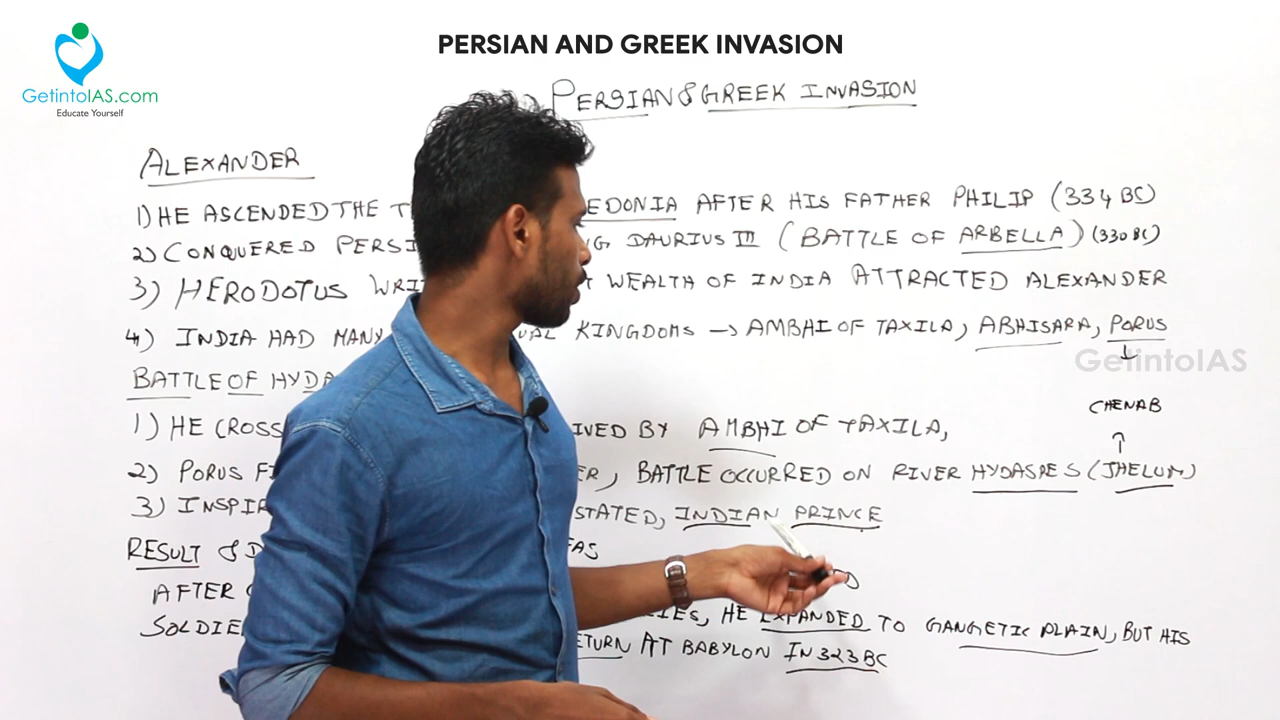 PERSIAN AND GREEK INVASION
GetintoIAS.com
Educate Yourself
PERSIAN & GREEK INVASION
ALEXANDER
1) HE ASCENDED THE T EDONIA AFTER HIS FATHER PHILIP (334 BC)
2) CONQUERED PERSI G DAURIUS III (BATTLE OF ARBELLA) (330 BC)
3) HERODOTUS WRI T WEALTH OF INDIA ATTRACTED ALEXANDER
4) INDIA HAD MANY UAL KINGDOMS → AMBHI OF TAXILA, ABHISARA, PORUS
GetintoIAS
↓
BATTLE OF HYDA
CHENAB
↑
1) HE CROSS IVED BY AMBHI OF TAXILA,
2) PORUS F ER, BATTLE OCCURRED ON RIVER HYDASPES (JHELUM)
3) INSPIR STATED, INDIAN PRINCE
RESULT & D EAS
AFTER IES, HE EXPANDED TO GANGETIC PLAIN, BUT HIS
SOLDIE ETURN AT BABYLON IN 323 BC